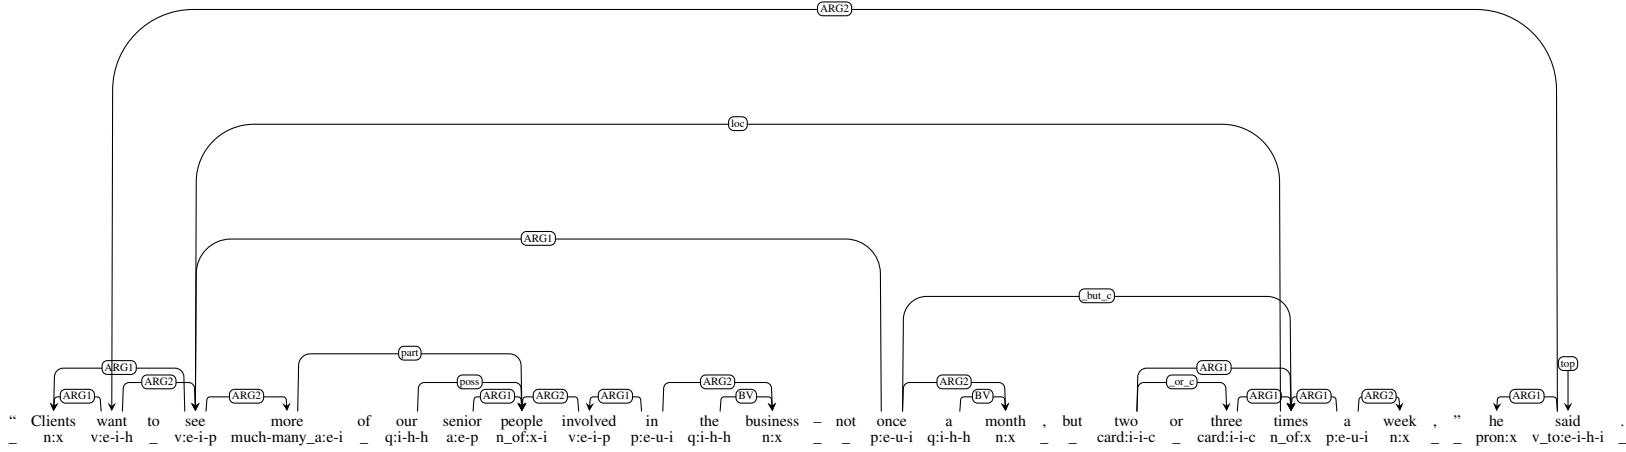 ARG2
loc
ARG1
_but_c
part
ARG1 ARG1 top
ARG2 poss ARG2 ARG2 _or_c
ARG1 ARG2 ARG1 ARG2 ARG1 BV BV ARG1 ARG1 ARG2 ARG1
“ Clients want to see more of our senior people involved in the business – not once a month , but two or three times a week , ” he said .
_ n:x v:e-i-h _ v:e-i-p much-many_a:e-i _ q:i-h-h a:e-p n_of:x-i v:e-i-p p:e-u-i q:i-h-h n:x _ _ p:e-u-i q:i-h-h n:x _ _ card:i-i-c _ card:i-i-c n_of:x p:e-u-i n:x _ _ pron:x v_to:e-i-h-i _